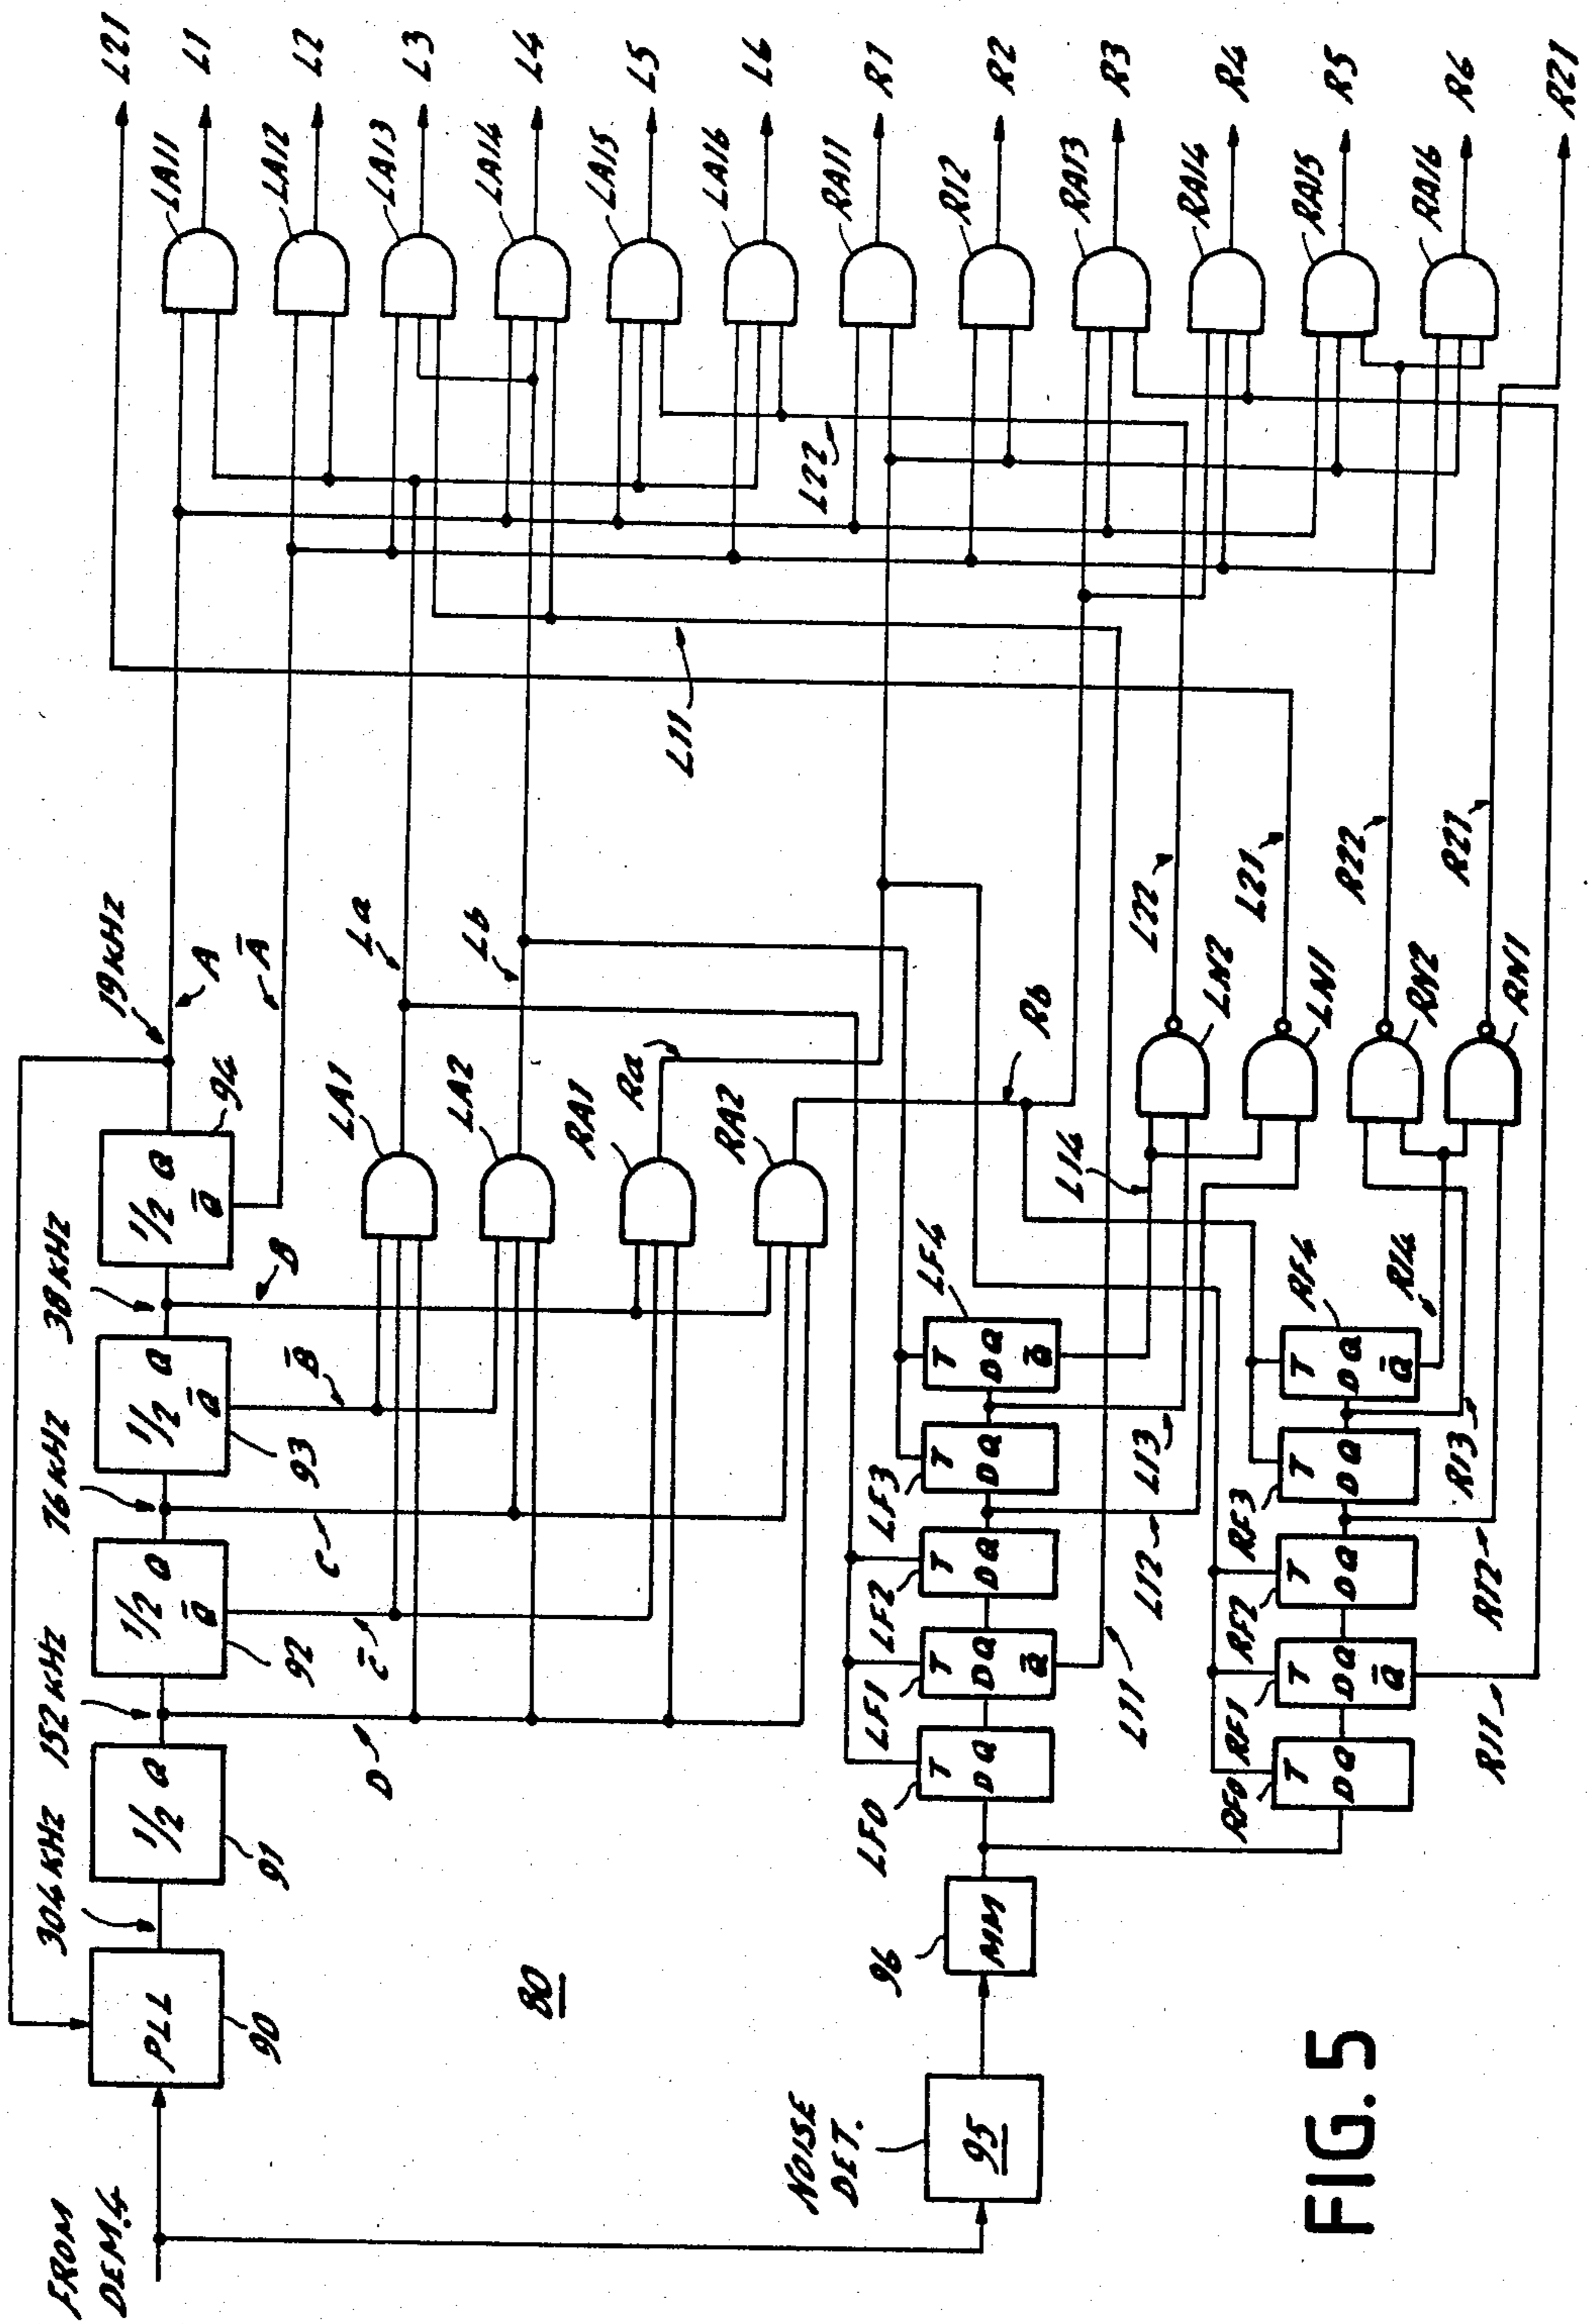 FROM
DEM.4
PLL
90
304 KHZ
1/2 Q
91
152 KHZ
1/2 Q
Q̄
92
76 KHZ
1/2 Q
Q̄
93
38 KHZ
1/2 Q
Q̄
94
19 KHZ
A
Ā
B
B̄
C
C̄
D
LA1
LA2
RA1
RA2
La
Lb
Ra
Rb
80
NOISE
DET.
95
96
MM
LF0
T
D Q
LF1
T
D Q
Q̄
LF2
T
D Q
LF3
T
D Q
LF4
T
D Q
Q̄
RF0
T
D Q
RF1
T
D Q
Q̄
RF2
T
D Q
RF3
T
D Q
RF4
T
D Q
Q̄
L11
L12
L13
L14
R11
R12
R13
R14
LN2
LN1
RN2
RN1
L22
L21
R22
R21
L11
L22
LA11
LA12
LA13
LA14
LA15
LA16
RA11
R12
RA13
RA14
RA15
RA16
L21
L1
L2
L3
L4
L5
L6
R1
R2
R3
R4
R5
R6
R21
FIG. 5